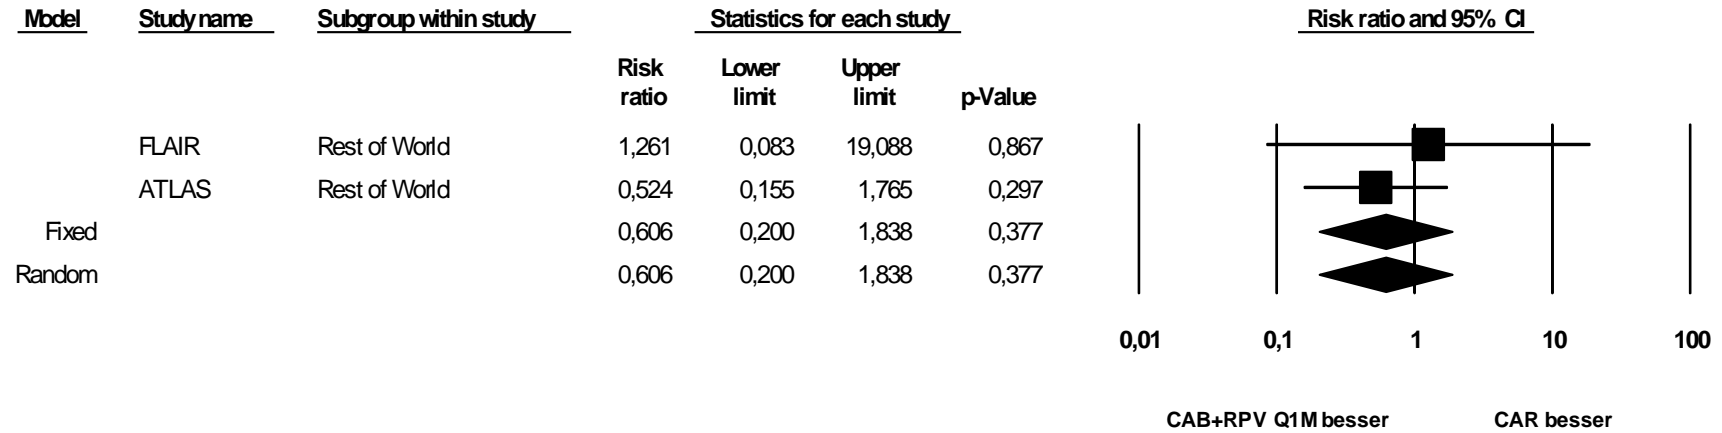 Model Study name Subgroup within study Statistics for each study Risk ratio and 95% CI
Risk ratio Lower limit Upper limit p-Value
FLAIR Rest of World 1,261 0,083 19,088 0,867
ATLAS Rest of World 0,524 0,155 1,765 0,297
Fixed 0,606 0,200 1,838 0,377
Random 0,606 0,200 1,838 0,377
0,01 0,1 1 10 100
CAB+RPV Q1M besser CAR besser